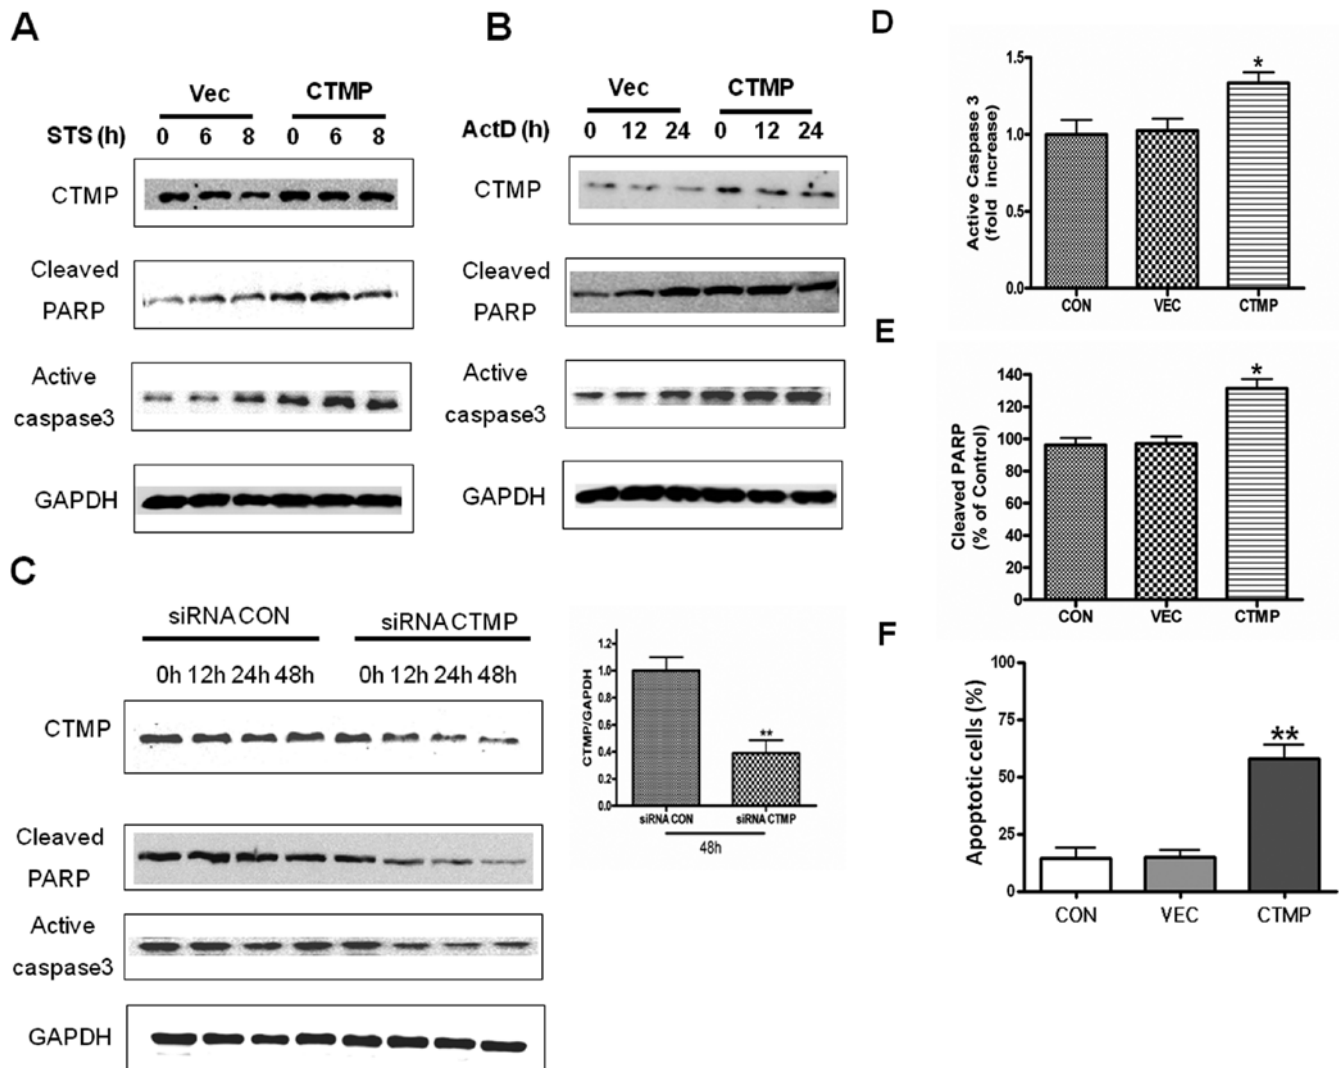 A
Vec CTMP
STS (h) 0 6 8 0 6 8
CTMP
Cleaved
PARP
Active
caspase3
GAPDH
B
Vec CTMP
ActD (h) 0 12 24 0 12 24
CTMP
Cleaved
PARP
Active
caspase3
GAPDH
C
siRNA CON siRNA CTMP
0h 12h 24h 48h 0h 12h 24h 48h
CTMP
Cleaved
PARP
Active
caspase3
GAPDH
CTMP/GAPDH
1.2
1.0
0.8
0.6
0.4
0.2
0.0
**
siRNA CON siRNA CTMP
48h
D
Active Caspase 3
(fold increase)
1.5
1.0
0.5
0.0
*
CON VEC CTMP
E
Cleaved PARP
(% of Control)
140
120
100
80
60
40
20
0
*
CON VEC CTMP
F
Apoptotic cells (%)
100
75
50
25
0
**
CON VEC CTMP